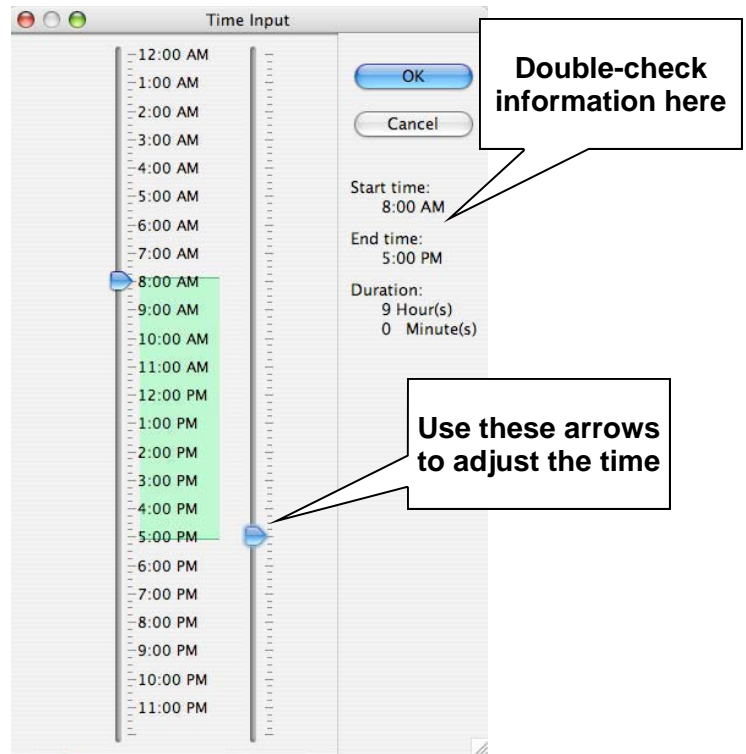 Time Input
12:00 AM
1:00 AM
2:00 AM
3:00 AM
4:00 AM
5:00 AM
6:00 AM
7:00 AM
8:00 AM
9:00 AM
10:00 AM
11:00 AM
12:00 PM
1:00 PM
2:00 PM
3:00 PM
4:00 PM
5:00 PM
6:00 PM
7:00 PM
8:00 PM
9:00 PM
10:00 PM
11:00 PM
OK
Cancel
Start time:
8:00 AM
End time:
5:00 PM
Duration:
9 Hour(s)
0 Minute(s)
Double-check
information here
Use these arrows
to adjust the time